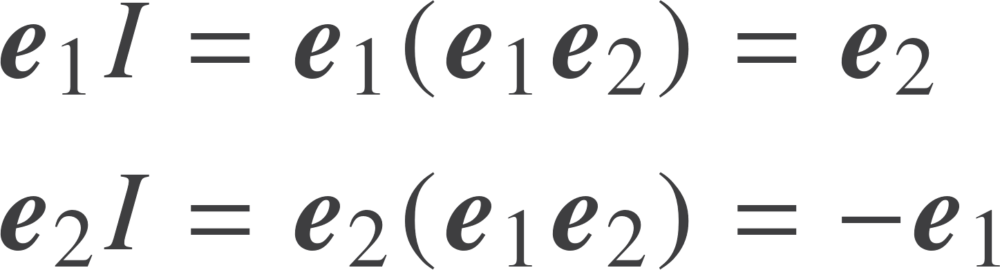 e₁I = e₁(e₁e₂) = e₂
e₂I = e₂(e₁e₂) = −e₁